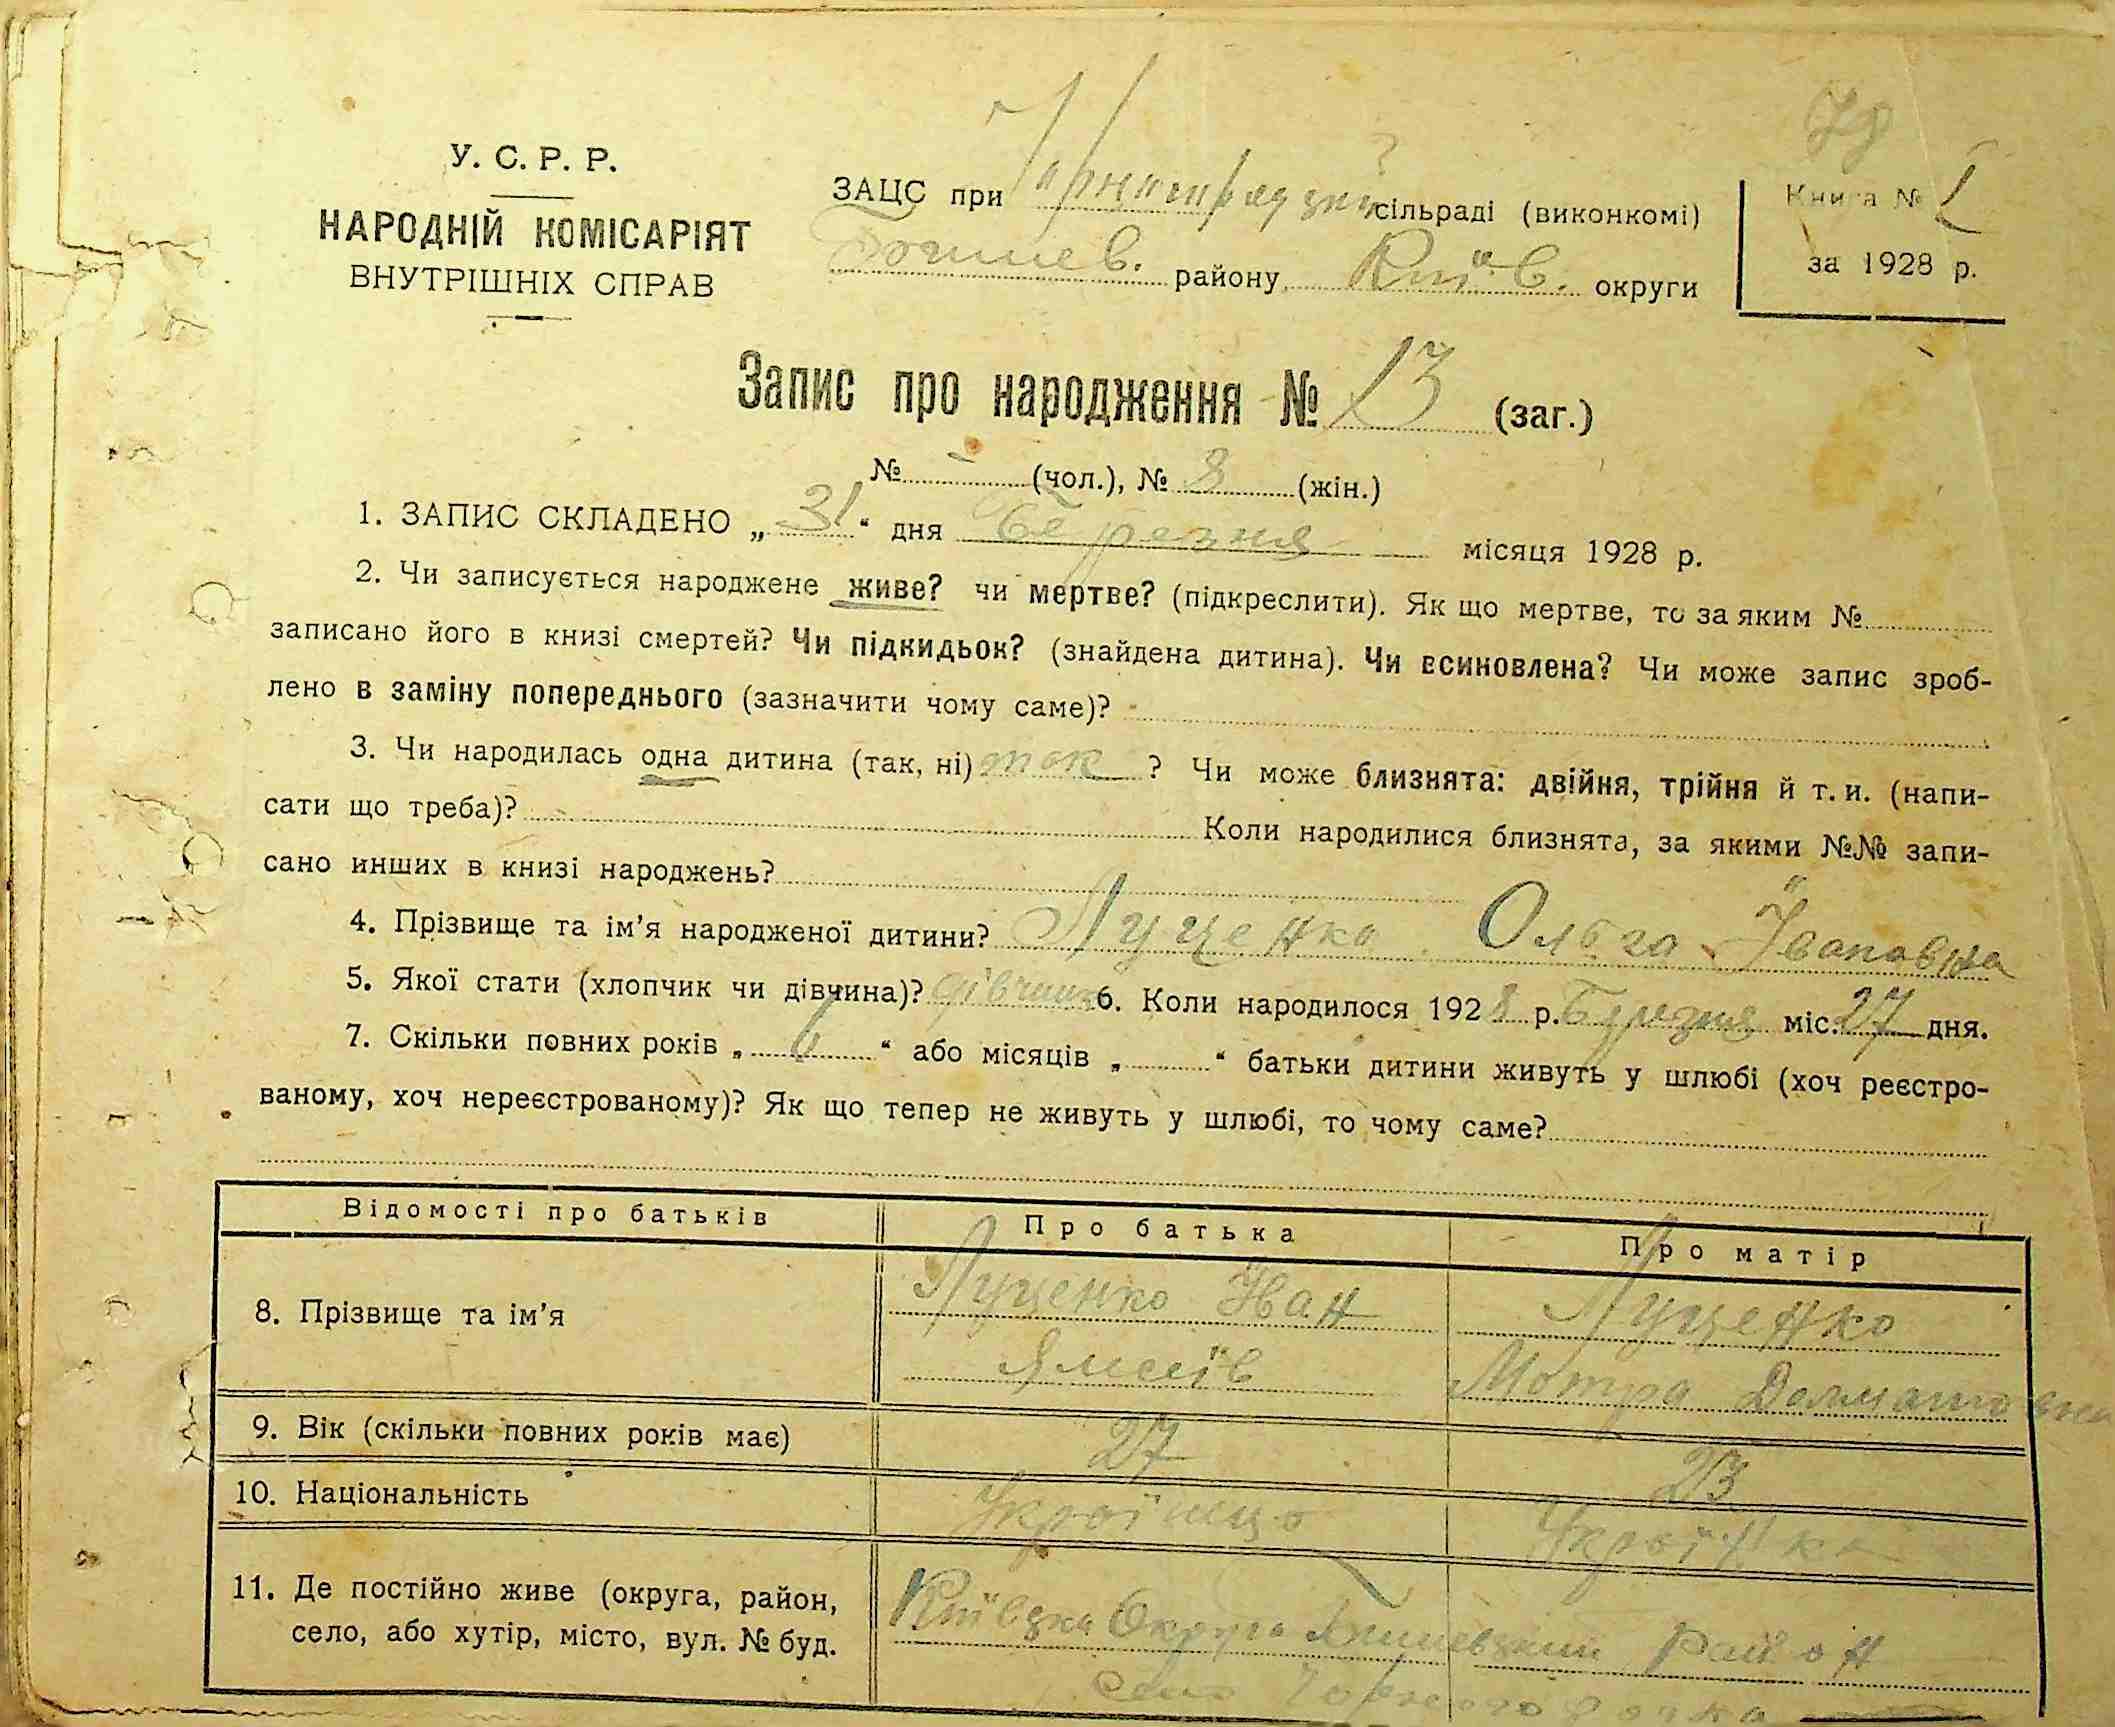 78
У. С. Р. Р.
НАРОДНІЙ КОМІСАРІЯТ
ВНУТРІШНІХ СПРАВ
ЗАЦС при сільраді (виконкомі)
району Київ. округи
Книга № 1
за 1928 р.
Запис про народження № 13 (заг.)
№ - (чол.), № 8 (жін.)
1. ЗАПИС СКЛАДЕНО „31“ дня Березня місяця 1928 р.
2. Чи записується народжене живе? чи мертве? (підкреслити). Як що мертве, то за яким №
записано його в книзі смертей? Чи підкидьок? (знайдена дитина). Чи всиновлена? Чи може запис зроб-
лено в заміну попереднього (зазначити чому саме)?
3. Чи народилась одна дитина (так, ні) так ? Чи може близнята: двійня, трійня й т. и. (напи-
сати що треба)? Коли народилися близнята, за якими №№ запи-
сано инших в книзі народжень?
4. Прізвище та ім’я народженої дитини? Луценко Ольга Івановна
5. Якої стати (хлопчик чи дівчина)? дівчина 6. Коли народилося 1928 р. Березня міс. 27 дня.
7. Скільки повних років „ 6 “ або місяців „ “ батьки дитини живуть у шлюбі (хоч реєстро-
ваному, хоч нереєстрованому)? Як що тепер не живуть у шлюбі, то чому саме?
Відомості про батьків Про батька Про матір
8. Прізвище та ім’я Луценко Іван Луценко
Мотра
9. Вік (скільки повних років має) 27 23
10. Національність Українка
11. Де постійно живе (округа, район,
село, або хутір, місто, вул. № буд.
Округа Район
село